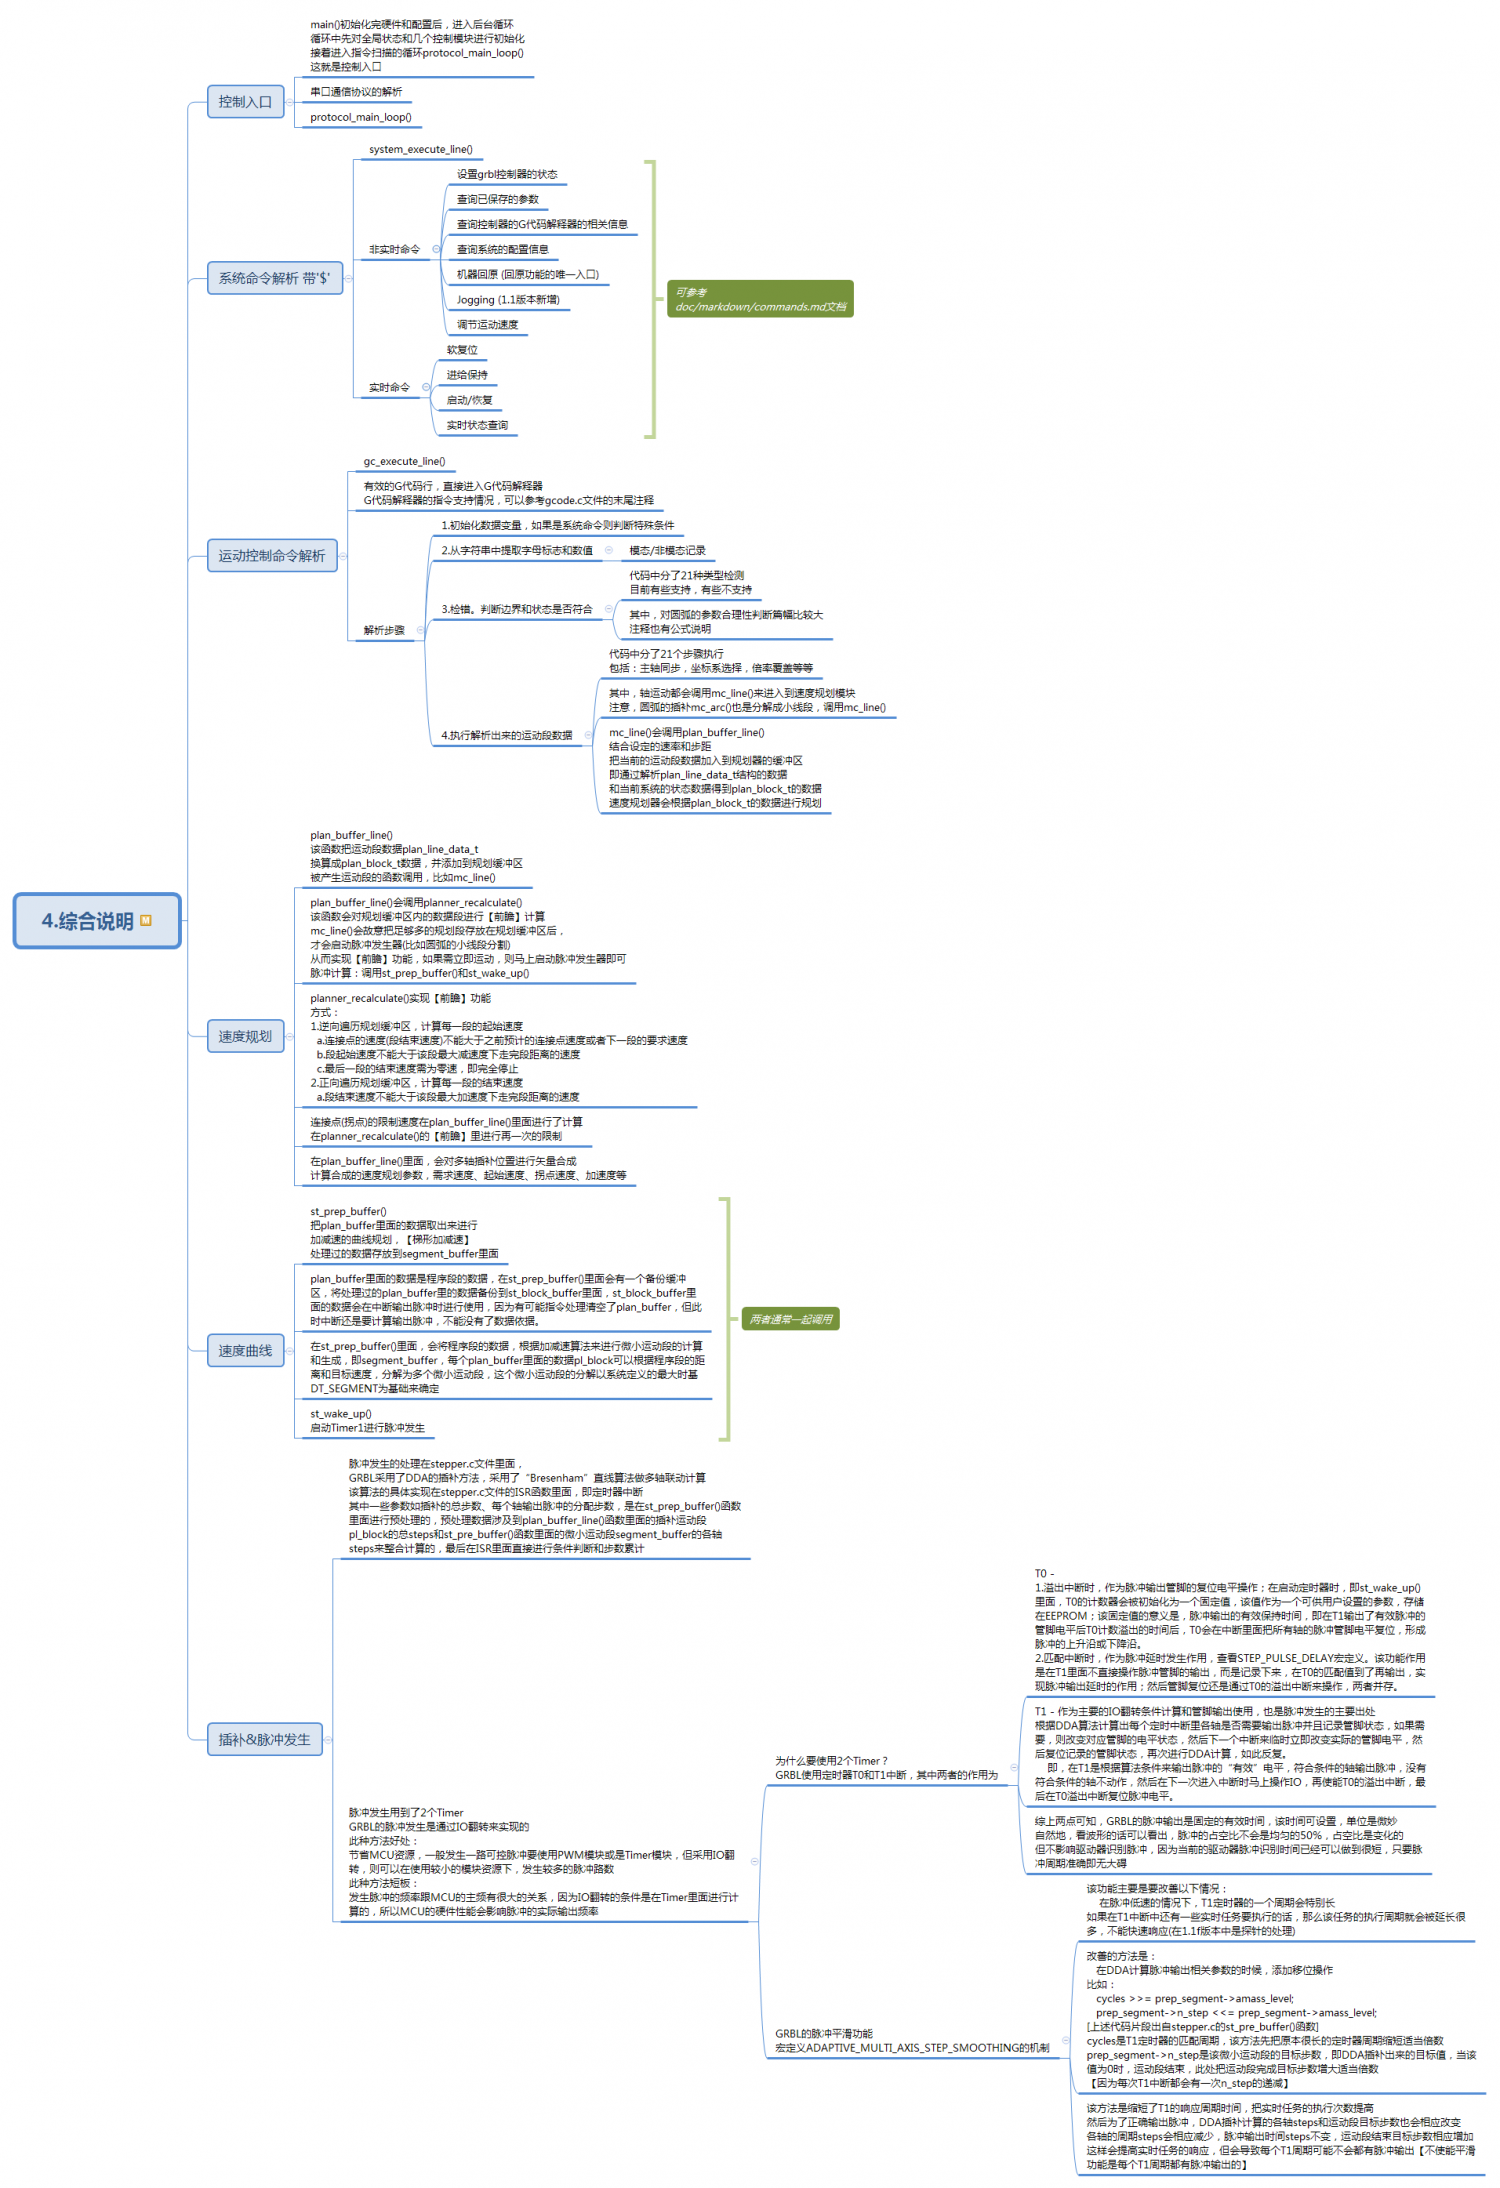 4.综合说明
控制入口
main()初始化完硬件和配置后，进入后台循环
循环中先对全局状态和几个控制模块进行初始化
接着进入指令扫描的循环protocol_main_loop()
这就是控制入口
串口通信协议的解析
protocol_main_loop()
系统命令解析 带'$'
system_execute_line()
非实时命令
设置grbl控制器的状态
查询已保存的参数
查询控制器的G代码解释器的相关信息
查询系统的配置信息
机器回原 (回原功能的唯一入口)
Jogging (1.1版本新增)
调节运动速度
实时命令
软复位
进给保持
启动/恢复
实时状态查询
可参考
doc/markdown/commands.md文档
运动控制命令解析
gc_execute_line()
有效的G代码行，直接进入G代码解释器
G代码解释器的指令支持情况，可以参考gcode.c文件的末尾注释
解析步骤
1.初始化数据变量，如果是系统命令则判断特殊条件
2.从字符串中提取字母标志和数值
模态/非模态记录
3.检错。判断边界和状态是否符合
代码中分了21种类型检测
目前有些支持，有些不支持
其中，对圆弧的参数合理性判断篇幅比较大
注释也有公式说明
4.执行解析出来的运动段数据
代码中分了21个步骤执行
包括：主轴同步，坐标系选择，倍率覆盖等等
其中，轴运动都会调用mc_line()来进入到速度规划模块
注意，圆弧的插补mc_arc()也是分解成小线段，调用mc_line()
mc_line()会调用plan_buffer_line()
结合设定的速率和步距
把当前的运动段数据加入到规划器的缓冲区
即通过解析plan_line_data_t结构的数据
和当前系统的状态数据得到plan_block_t的数据
速度规划器会根据plan_block_t的数据进行规划
速度规划
plan_buffer_line()
该函数把运动段数据plan_line_data_t
换算成plan_block_t数据，并添加到规划缓冲区
被产生运动段的函数调用，比如mc_line()
plan_buffer_line()会调用planner_recalculate()
该函数会对规划缓冲区内的数据段进行【前瞻】计算
mc_line()会故意把足够多的规划段存放在规划缓冲区后，
才会启动脉冲发生器(比如圆弧的小线段分割)
从而实现【前瞻】功能，如果需立即运动，则马上启动脉冲发生器即可
脉冲计算：调用st_prep_buffer()和st_wake_up()
planner_recalculate()实现【前瞻】功能
方式：
1.逆向遍历规划缓冲区，计算每一段的起始速度
a.连接点的速度(段结束速度)不能大于之前预计的连接点速度或者下一段的要求速度
b.段起始速度不能大于该段最大减速度下走完段距离的速度
c.最后一段的结束速度需为零速，即完全停止
2.正向遍历规划缓冲区，计算每一段的结束速度
a.段结束速度不能大于该段最大加速度下走完段距离的速度
连接点(拐点)的限制速度在plan_buffer_line()里面进行了计算
在planner_recalculate()的【前瞻】里进行再一次的限制
在plan_buffer_line()里面，会对多轴插补位置进行矢量合成
计算合成的速度规划参数，需求速度、起始速度、拐点速度、加速度等
速度曲线
st_prep_buffer()
把plan_buffer里面的数据取出来进行
加减速的曲线规划，【梯形加减速】
处理过的数据存放到segment_buffer里面
plan_buffer里面的数据是程序段的数据，在st_prep_buffer()里面会有一个备份缓冲
区，将处理过的plan_buffer里的数据备份到st_block_buffer里面，st_block_buffer里
面的数据会在中断输出脉冲时进行使用，因为有可能指令处理清空了plan_buffer，但此
时中断还是要计算输出脉冲，不能没有了数据依据。
在st_prep_buffer()里面，会将程序段的数据，根据加减速算法来进行微小运动段的计算
和生成，即segment_buffer，每个plan_buffer里面的数据pl_block可以根据程序段的距
离和目标速度，分解为多个微小运动段，这个微小运动段的分解以系统定义的最大时基
DT_SEGMENT为基础来确定
st_wake_up()
启动Timer1进行脉冲发生
两者通常一起调用
插补&脉冲发生
脉冲发生的处理在stepper.c文件里面，
GRBL采用了DDA的插补方法，采用了“Bresenham”直线算法做多轴联动计算
该算法的具体实现在stepper.c文件的ISR函数里面，即定时器中断
其中一些参数如插补的总步数、每个轴输出脉冲的分配步数，是在st_prep_buffer()函数
里面进行预处理的，预处理数据涉及到plan_buffer_line()函数里面的插补运动段
pl_block的总steps和st_pre_buffer()函数里面的微小运动段segment_buffer的各轴
steps来整合计算的，最后在ISR里面直接进行条件判断和步数累计
脉冲发生用到了2个Timer
GRBL的脉冲发生是通过IO翻转来实现的
此种方法好处：
节省MCU资源，一般发生一路可控脉冲要使用PWM模块或是Timer模块，但采用IO翻
转，则可以在使用较小的模块资源下，发生较多的脉冲路数
此种方法短板：
发生脉冲的频率跟MCU的主频有很大的关系，因为IO翻转的条件是在Timer里面进行计
算的，所以MCU的硬件性能会影响脉冲的实际输出频率
为什么要使用2个Timer？
GRBL使用定时器T0和T1中断，其中两者的作用为
T0 -
1.溢出中断时，作为脉冲输出管脚的复位电平操作；在启动定时器时，即st_wake_up()
里面，T0的计数器会被初始化为一个固定值，该值作为一个可供用户设置的参数，存储
在EEPROM；该固定值的意义是，脉冲输出的有效保持时间，即在T1输出了有效脉冲的
管脚电平后T0计数溢出的时间后，T0会在中断里面把所有轴的脉冲管脚电平复位，形成
脉冲的上升沿或下降沿。
2.匹配中断时，作为脉冲延时发生作用，查看STEP_PULSE_DELAY宏定义。该功能作用
是在T1里面不直接操作脉冲管脚的输出，而是记录下来，在T0的匹配值到了再输出，实
现脉冲输出延时的作用；然后管脚复位还是通过T0的溢出中断来操作，两者并存。
T1 - 作为主要的IO翻转条件计算和管脚输出使用，也是脉冲发生的主要出处
根据DDA算法计算出每个定时中断里各轴是否需要输出脉冲并且记录管脚状态，如果需
要，则改变对应管脚的电平状态，然后下一个中断来临时立即改变实际的管脚电平，然
后复位记录的管脚状态，再次进行DDA计算，如此反复。
即，在T1是根据算法条件来输出脉冲的“有效”电平，符合条件的轴输出脉冲，没有
符合条件的轴不动作，然后在下一次进入中断时马上操作IO，再使能T0的溢出中断，最
后在T0溢出中断复位脉冲电平。
综上两点可知，GRBL的脉冲输出是固定的有效时间，该时间可设置，单位是微妙
自然地，看波形的话可以看出，脉冲的占空比不会是均匀的50%，占空比是变化的
但不影响驱动器识别脉冲，因为当前的驱动器脉冲识别时间已经可以做到很短，只要脉
冲周期准确即无大碍
GRBL的脉冲平滑功能
宏定义ADAPTIVE_MULTI_AXIS_STEP_SMOOTHING的机制
该功能主要是要改善以下情况：
在脉冲低速的情况下，T1定时器的一个周期会特别长
如果在T1中断中还有一些实时任务要执行的话，那么该任务的执行周期就会被延长很
多，不能快速响应(在1.1f版本中是探针的处理)
改善的方法是：
在DDA计算脉冲输出相关参数的时候，添加移位操作
比如：
cycles >>= prep_segment->amass_level;
prep_segment->n_step <<= prep_segment->amass_level;
[上述代码片段出自stepper.c的st_pre_buffer()函数]
cycles是T1定时器的匹配周期，该方法先把原本很长的定时器周期缩短适当倍数
prep_segment->n_step是该微小运动段的目标步数，即DDA插补出来的目标值，当该
值为0时，运动段结束，此处把运动段完成目标步数增大适当倍数
【因为每次T1中断都会有一次n_step的递减】
该方法是缩短了T1的响应周期时间，把实时任务的执行次数提高
然后为了正确输出脉冲，DDA插补计算的各轴steps和运动段目标步数也会相应改变
各轴的周期steps会相应减少，脉冲输出时间steps不变，运动段结束目标步数相应增加
这样会提高实时任务的响应，但会导致每个T1周期可能不会都有脉冲输出【不使能平滑
功能是每个T1周期都有脉冲输出的】